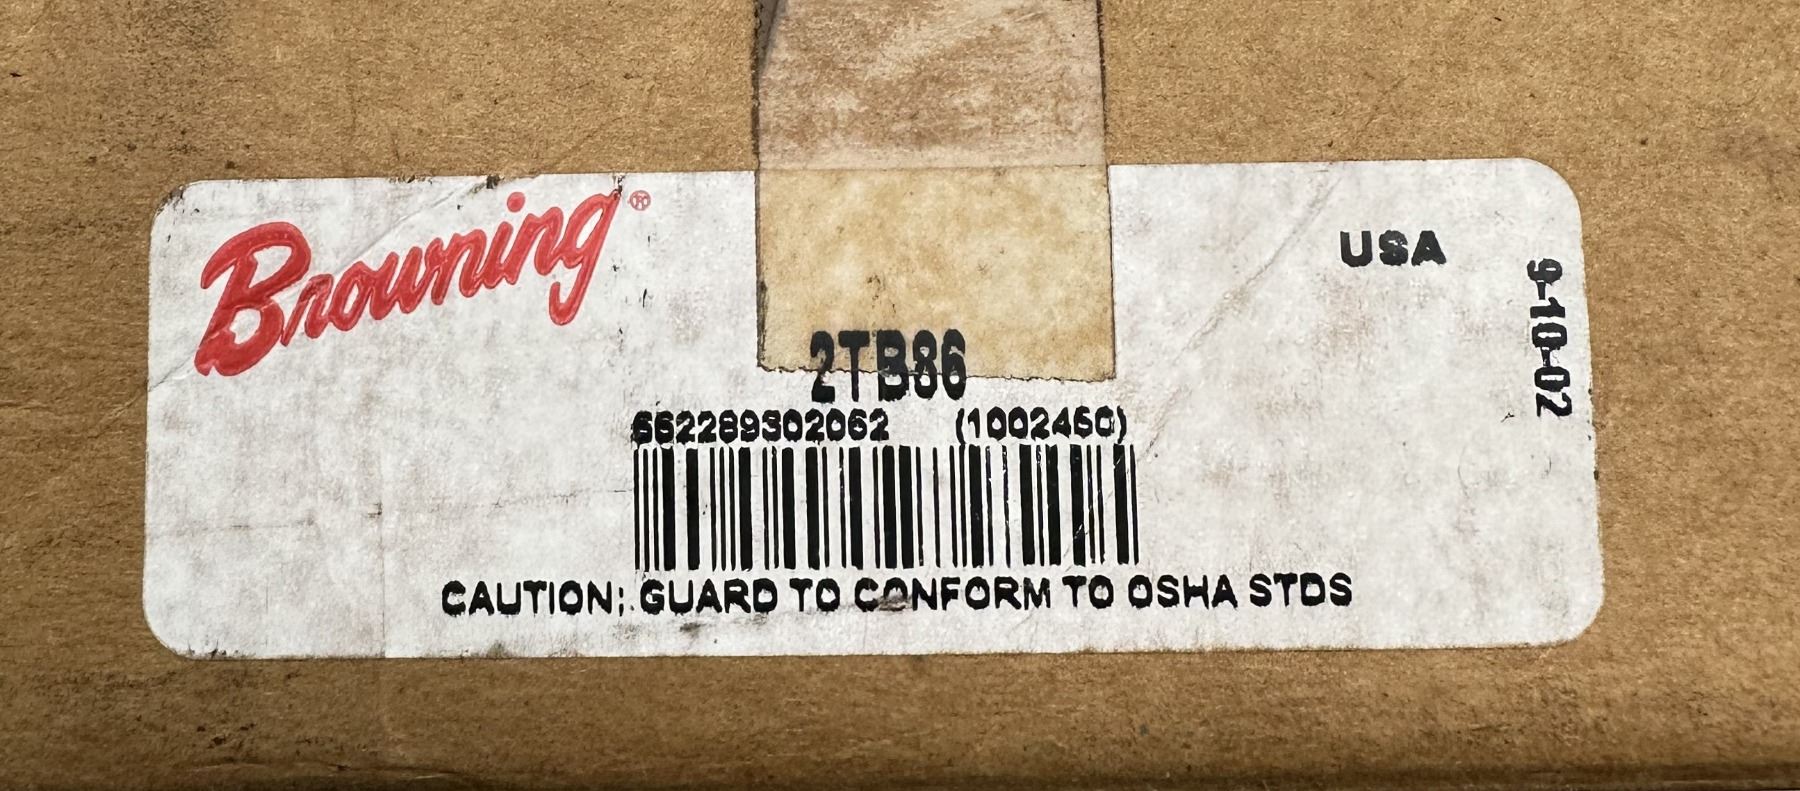 Browning®
USA
9-10-02
2TB86
662289302062 (1002450)
CAUTION: GUARD TO CONFORM TO OSHA STDS